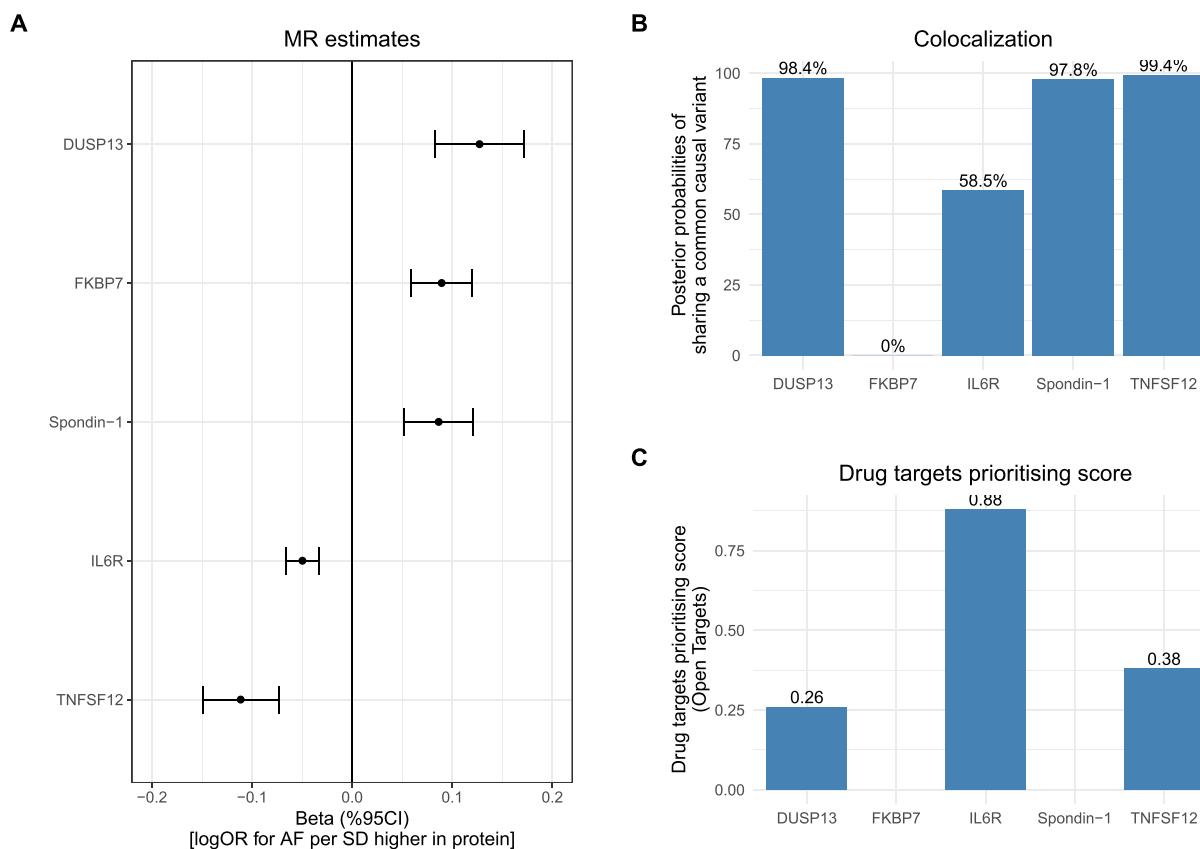 A
MR estimates
DUSP13
FKBP7
Spondin−1
IL6R
TNFSF12
−0.2
−0.1
0.0
0.1
0.2
Beta (%95CI)
[logOR for AF per SD higher in protein]
B
Colocalization
Posterior probabilities of
sharing a common causal variant
100
75
50
25
0
98.4%
0%
58.5%
97.8%
99.4%
DUSP13
FKBP7
IL6R
Spondin−1
TNFSF12
C
Drug targets prioritising score
Drug targets prioritising score
(Open Targets)
0.75
0.50
0.25
0.00
0.26
0.88
0.38
DUSP13
FKBP7
IL6R
Spondin−1
TNFSF12